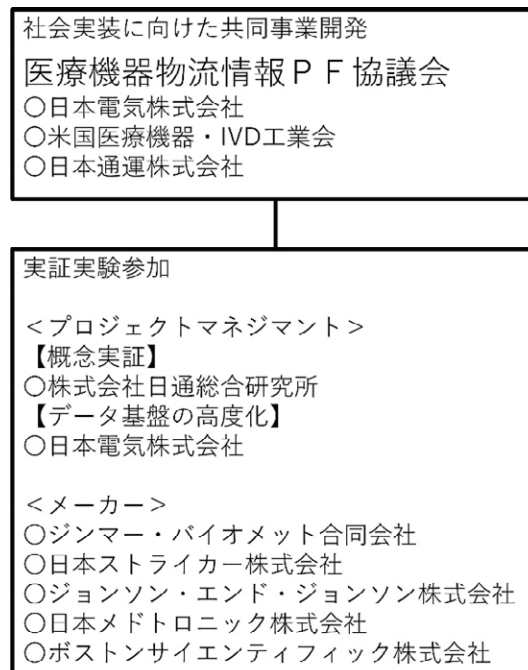 社会実装に向けた共同事業開発
医療機器物流情報ＰＦ協議会
○日本電気株式会社
○米国医療機器・IVD工業会
○日本通運株式会社
実証実験参加
＜プロジェクトマネジマント＞
【概念実証】
○株式会社日通総合研究所
【データ基盤の高度化】
○日本電気株式会社
＜メーカー＞
○ジンマー・バイオメット合同会社
○日本ストライカー株式会社
○ジョンソン・エンド・ジョンソン株式会社
○日本メドトロニック株式会社
○ボストンサイエンティフィック株式会社